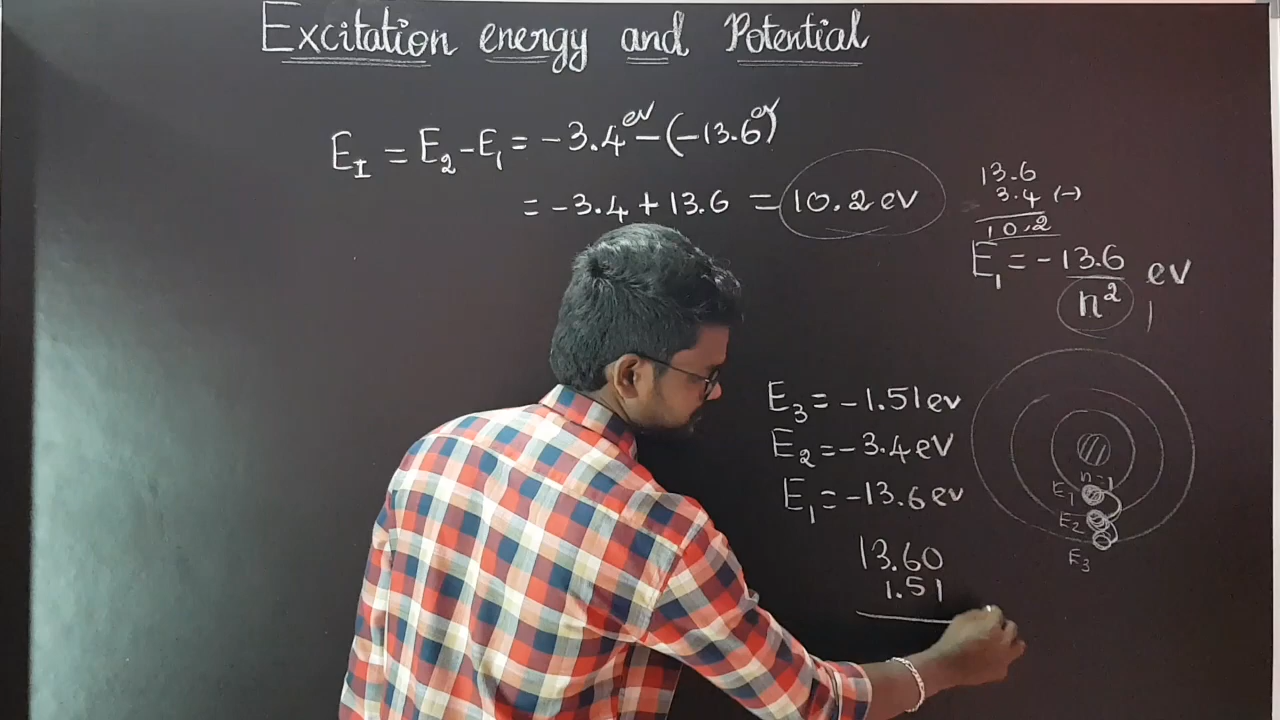 Excitation energy and Potential
E_I = E_2 - E_1 = -3.4 ev - (-13.6 ev)
= -3.4 + 13.6 = 10.2 ev
13.6
3.4 (-)
10.2
E_1 = -13.6/n² ev
E_3 = -1.51 ev
E_2 = -3.4 ev
E_1 = -13.6 ev
n-1
E_1
E_2
E_3
13.60
1.51